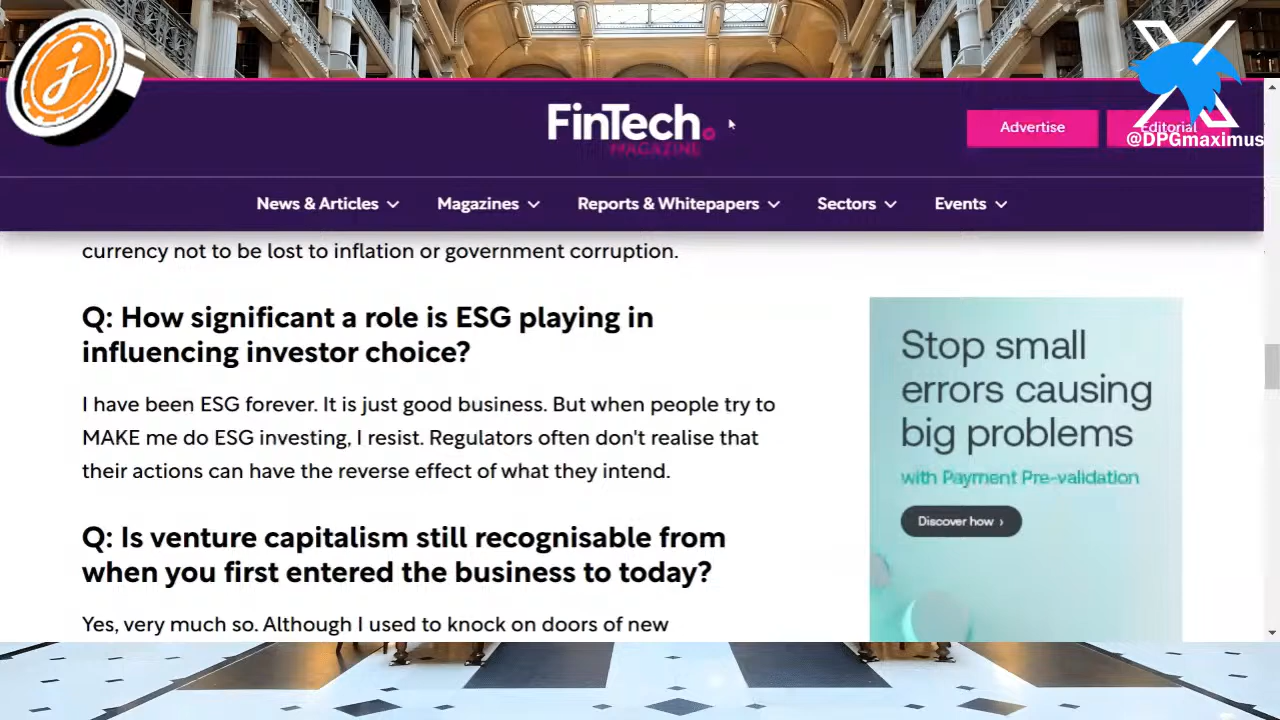 FinTech
MAGAZINE
Advertise
Editorial
@DPGmaximus
News & Articles
Magazines
Reports & Whitepapers
Sectors
Events
currency not to be lost to inflation or government corruption.
Q: How significant a role is ESG playing in
influencing investor choice?
I have been ESG forever. It is just good business. But when people try to
MAKE me do ESG investing, I resist. Regulators often don't realise that
their actions can have the reverse effect of what they intend.
Q: Is venture capitalism still recognisable from
when you first entered the business to today?
Yes, very much so. Although I used to knock on doors of new
Stop small
errors causing
big problems
with Payment Pre-validation
Discover how ›